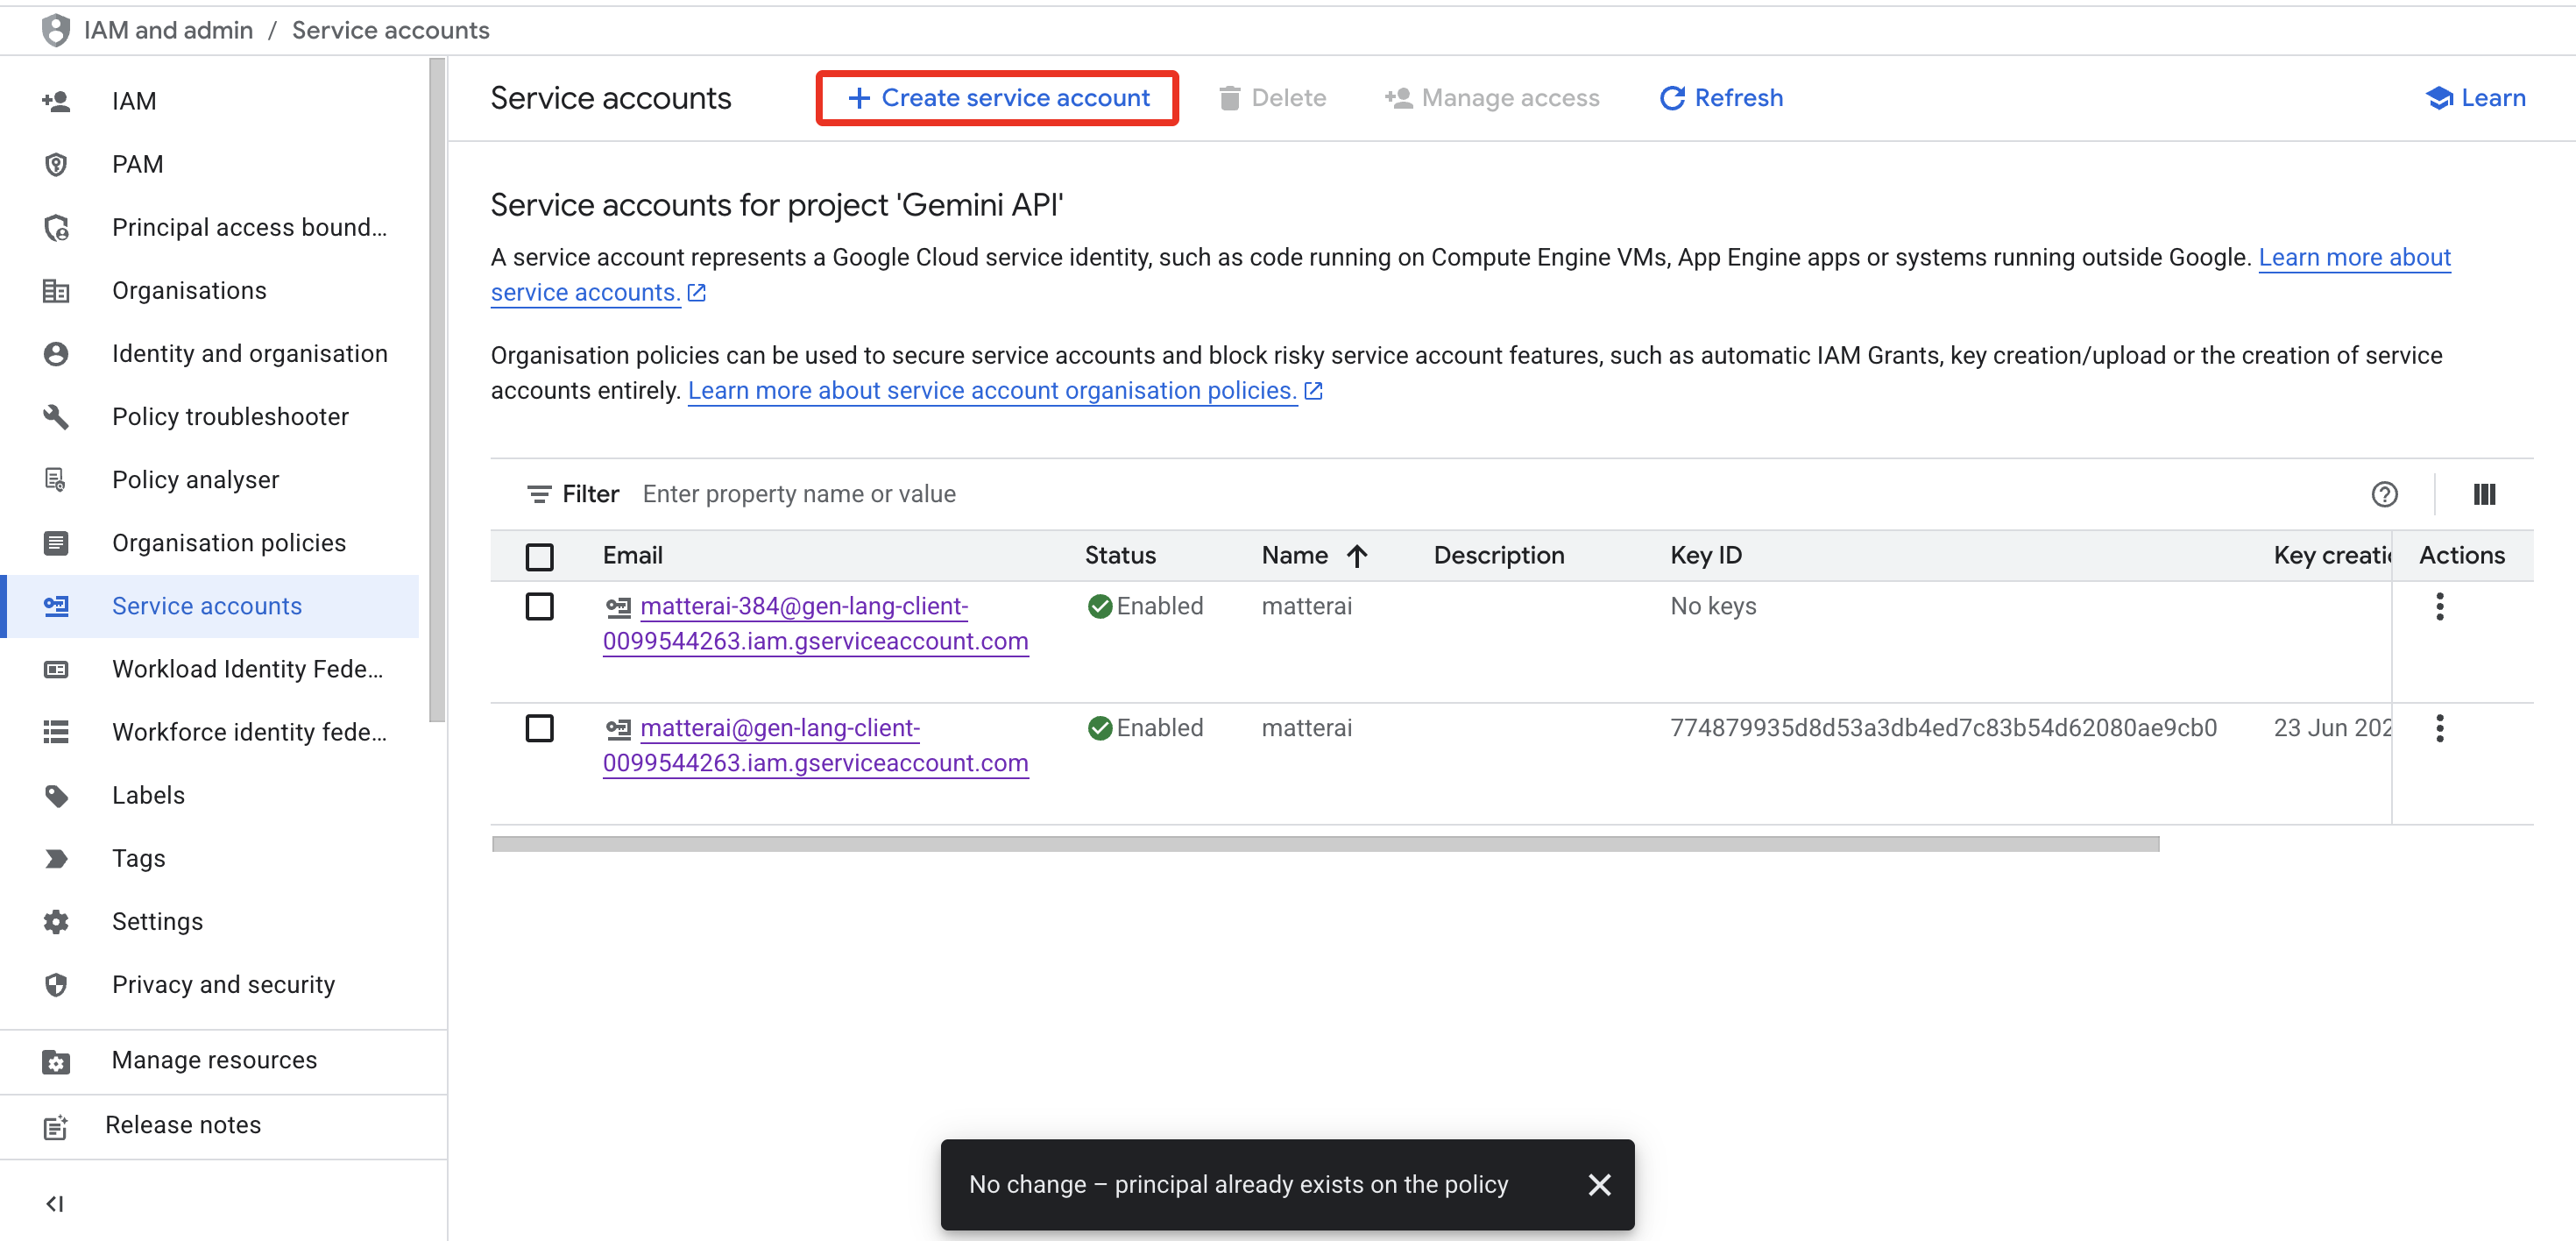 IAM and admin / Service accounts
IAM
PAM
Principal access bound...
Organisations
Identity and organisation
Policy troubleshooter
Policy analyser
Organisation policies
Service accounts
Workload Identity Fede...
Workforce identity fede...
Labels
Tags
Settings
Privacy and security
Manage resources
Release notes
Service accounts
Create service account
Delete
Manage access
Refresh
Learn
Service accounts for project 'Gemini API'
A service account represents a Google Cloud service identity, such as code running on Compute Engine VMs, App Engine apps or systems running outside Google. Learn more about
service accounts.
Organisation policies can be used to secure service accounts and block risky service account features, such as automatic IAM Grants, key creation/upload or the creation of service
accounts entirely. Learn more about service account organisation policies.
Filter Enter property name or value
Email Status Name Description Key ID Key creatic Actions
matterai-384@gen-lang-client- Enabled matterai No keys
0099544263.iam.gserviceaccount.com
matterai@gen-lang-client- Enabled matterai 774879935d8d53a3db4ed7c83b54d62080ae9cb0 23 Jun 202
0099544263.iam.gserviceaccount.com
No change – principal already exists on the policy